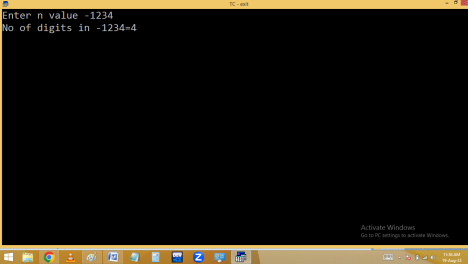 TC - exit
Enter n value -1234
No of digits in -1234=4
Activate Windows
Go to PC settings to activate Windows.